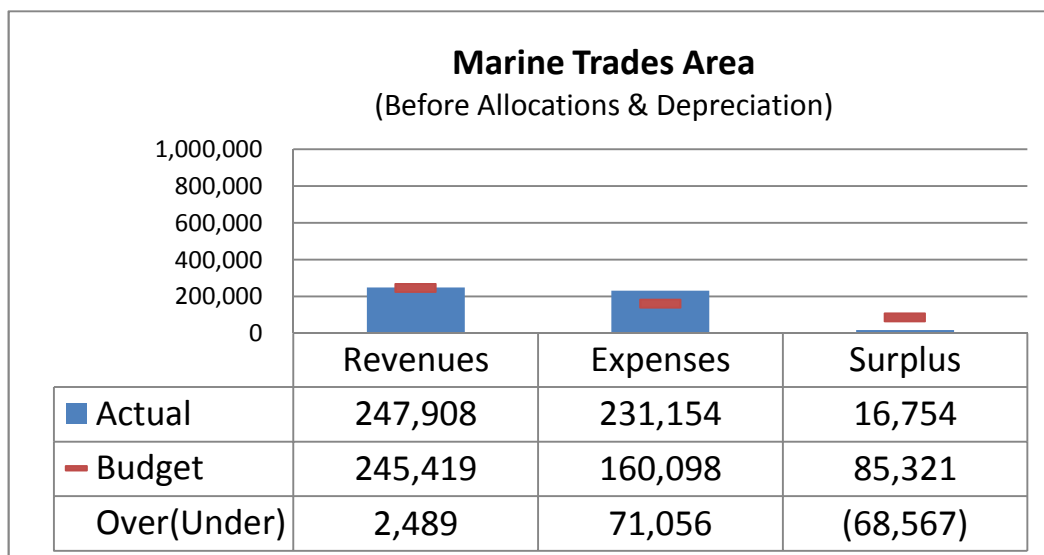 Marine Trades Area
(Before Allocations & Depreciation)
1,000,000
800,000
600,000
400,000
200,000
0
Revenues Expenses Surplus
Actual 247,908 231,154 16,754
Budget 245,419 160,098 85,321
Over(Under) 2,489 71,056 (68,567)